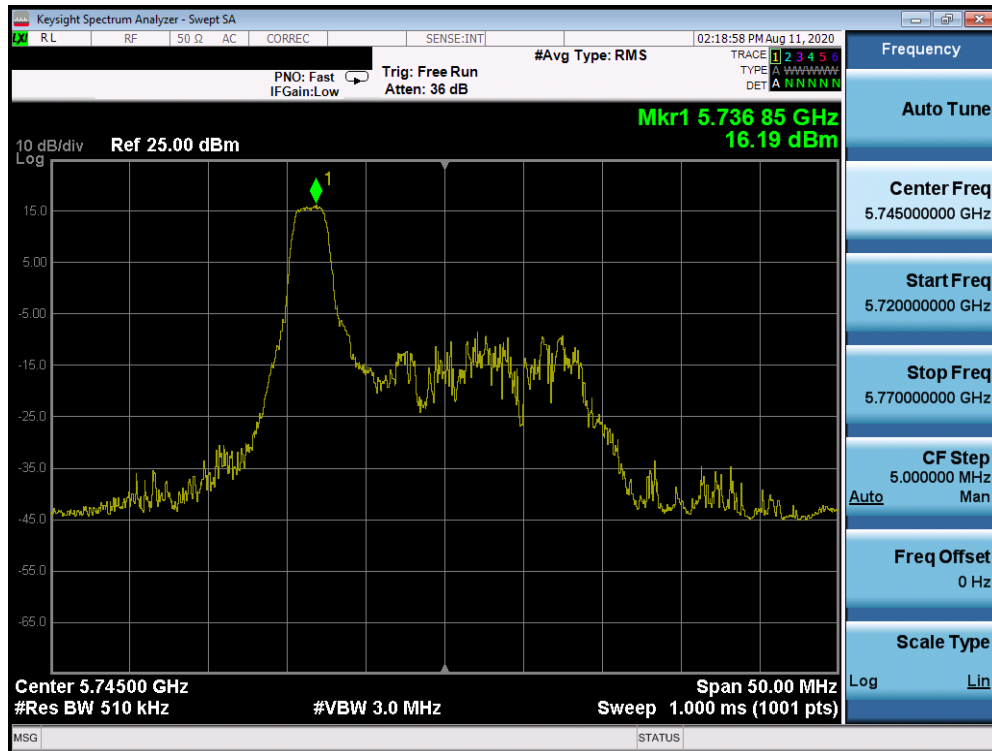 Keysight Spectrum Analyzer - Swept SA
LXI RL RF 50 Ω AC CORREC SENSE:INT 02:18:58 PM Aug 11, 2020
#Avg Type: RMS
TRACE 1 2 3 4 5 6
TYPE A WWWWW
DET A N N N N N
PNO: Fast
IFGain:Low
Trig: Free Run
Atten: 36 dB
Mkr1 5.736 85 GHz
16.19 dBm
10 dB/div
Log
Ref 25.00 dBm
1
15.0
5.00
-5.00
-15.0
-25.0
-35.0
-45.0
-55.0
-65.0
Center 5.74500 GHz
Span 50.00 MHz
#Res BW 510 kHz
#VBW 3.0 MHz
Sweep 1.000 ms (1001 pts)
MSG
STATUS
Frequency
Auto Tune
Center Freq
5.745000000 GHz
Start Freq
5.720000000 GHz
Stop Freq
5.770000000 GHz
CF Step
5.000000 MHz
Auto Man
Freq Offset
0 Hz
Scale Type
Log Lin